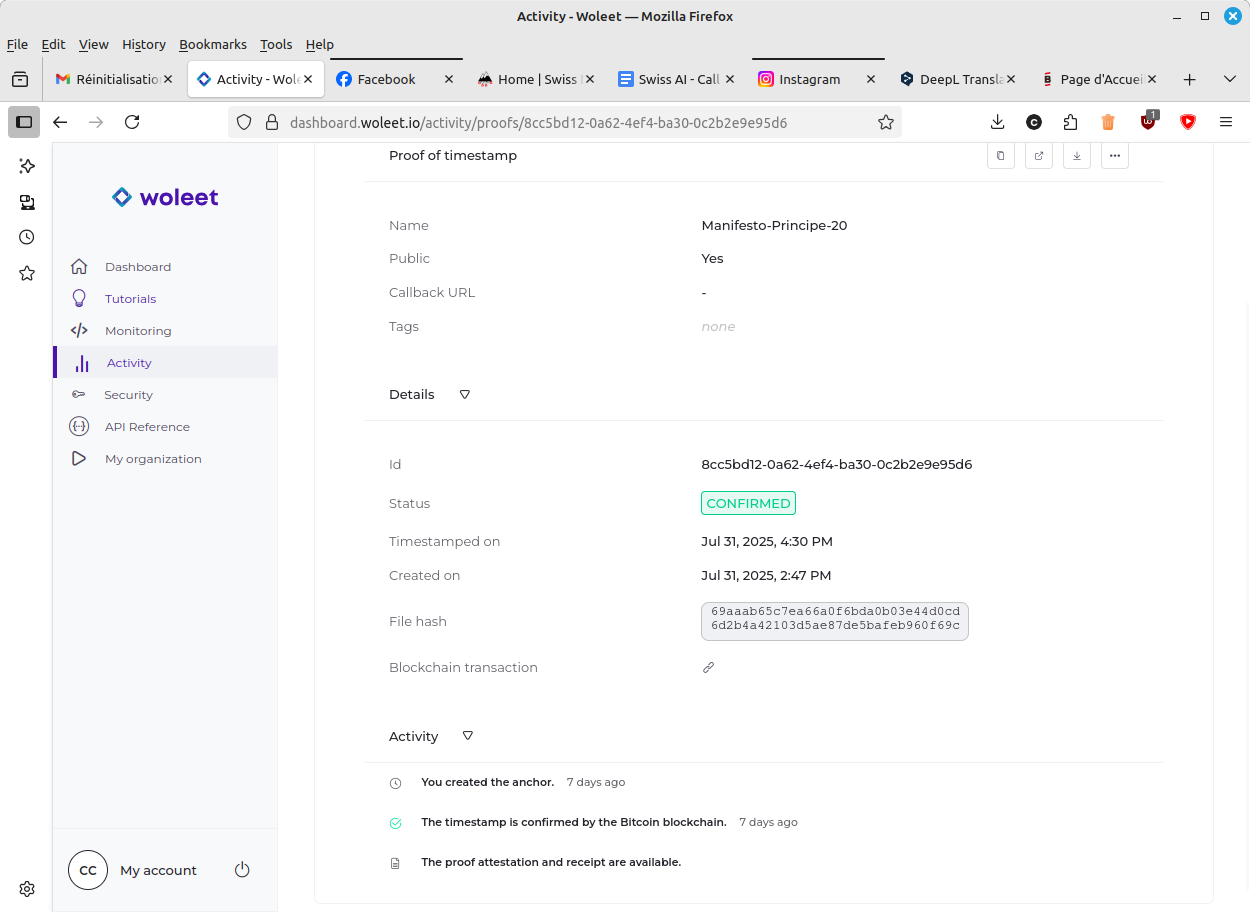 Activity - Woleet — Mozilla Firefox
File Edit View History Bookmarks Tools Help
Réinitialisatio
Activity - Wole
Facebook
Home | Swiss
Swiss AI - Call
Instagram
DeepL Transla
Page d'Accuei
dashboard.woleet.io/activity/proofs/8cc5bd12-0a62-4ef4-ba30-0c2b2e9e95d6
C
1
woleet
Dashboard
Tutorials
Monitoring
Activity
Security
API Reference
My organization
CC My account
Proof of timestamp
Name Manifesto-Principe-20
Public Yes
Callback URL -
Tags none
Details
Id 8cc5bd12-0a62-4ef4-ba30-0c2b2e9e95d6
Status CONFIRMED
Timestamped on Jul 31, 2025, 4:30 PM
Created on Jul 31, 2025, 2:47 PM
File hash 69aaab65c7ea66a0f6bda0b03e44d0cd
6d2b4a42103d5ae87de5bafeb960f69c
Blockchain transaction
Activity
You created the anchor. 7 days ago
The timestamp is confirmed by the Bitcoin blockchain. 7 days ago
The proof attestation and receipt are available.